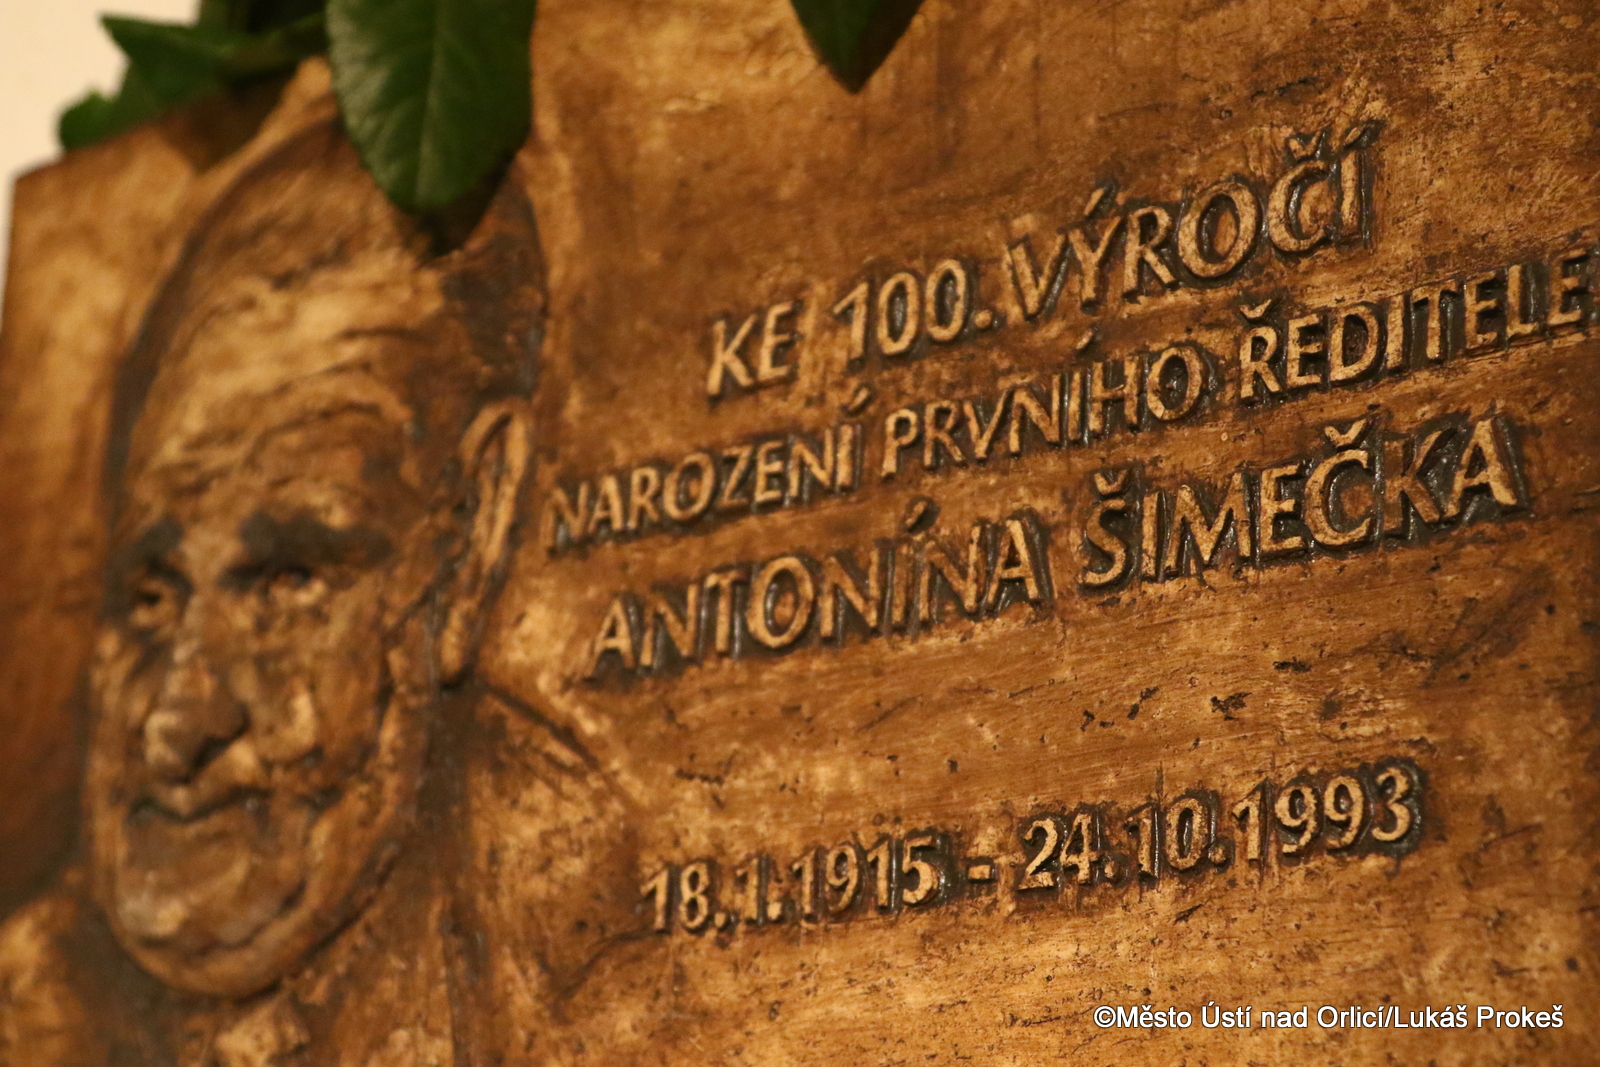 KE 100. VÝROČÍ
NAROZENÍ PRVNÍHO ŘEDITELE
ANTONÍNA ŠIMEČKA
18.1.1915 - 24.10.1993
©Město Ústí nad Orlicí/Lukáš Prokeš